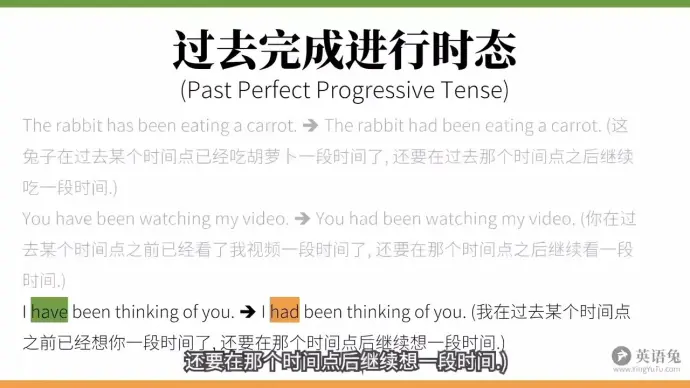 过去完成进行时态
(Past Perfect Progressive Tense)
The rabbit has been eating a carrot. ➔ The rabbit had been eating a carrot. (这
兔子在过去某个时间点已经吃胡萝卜一段时间了, 还要在过去那个时间点之后继续
吃一段时间.)
You have been watching my video. ➔ You had been watching my video. (你在过
去某个时间点之前已经看了我视频一段时间了, 还要在那个时间点之后继续看一段
时间.)
I have been thinking of you. ➔ I had been thinking of you. (我在过去某个时间点
之前已经想你一段时间了, 还要在那个时间点后继续想一段时间.)
还要在那个时间点后继续想一段时间.)
英语兔
www.YingYuTu.com